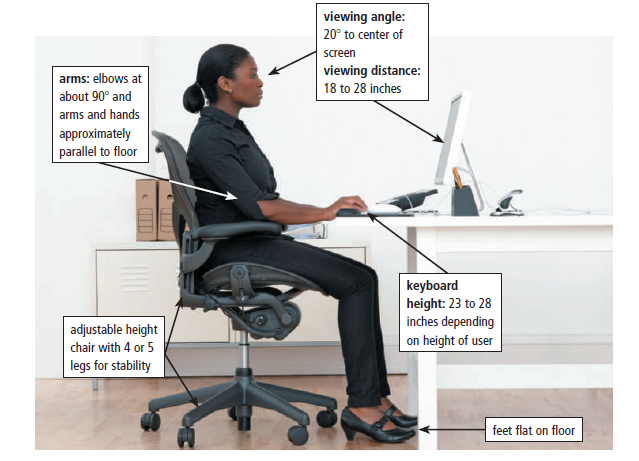 viewing angle:
20° to center of
screen
viewing distance:
18 to 28 inches
arms: elbows at
about 90° and
arms and hands
approximately
parallel to floor
keyboard
height: 23 to 28
inches depending
on height of user
adjustable height
chair with 4 or 5
legs for stability
feet flat on floor